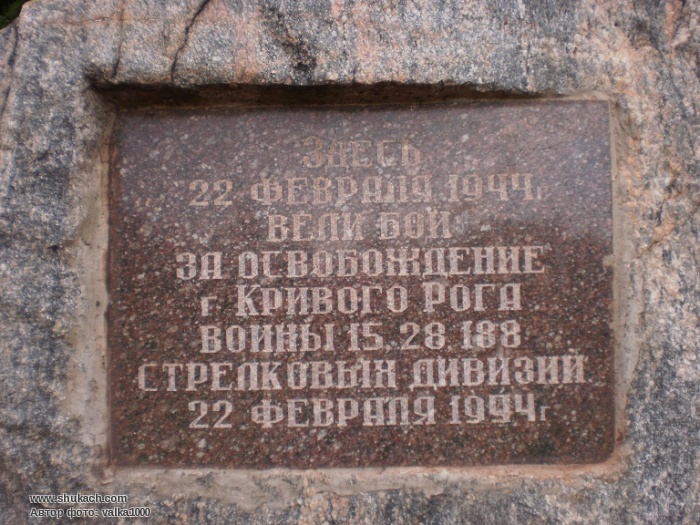 ЗДЕСЬ
22 ФЕВРАЛЯ 1944г
ВЕЛИ БОИ
ЗА ОСВОБОЖДЕНИЕ
г КРИВОГО РОГА
ВОИНЫ 15, 28, 188
СТРЕЛКОВЫХ ДИВИЗИЙ
22 ФЕВРАЛЯ 1994г
www.shukach.com
Автор фото: valka1000